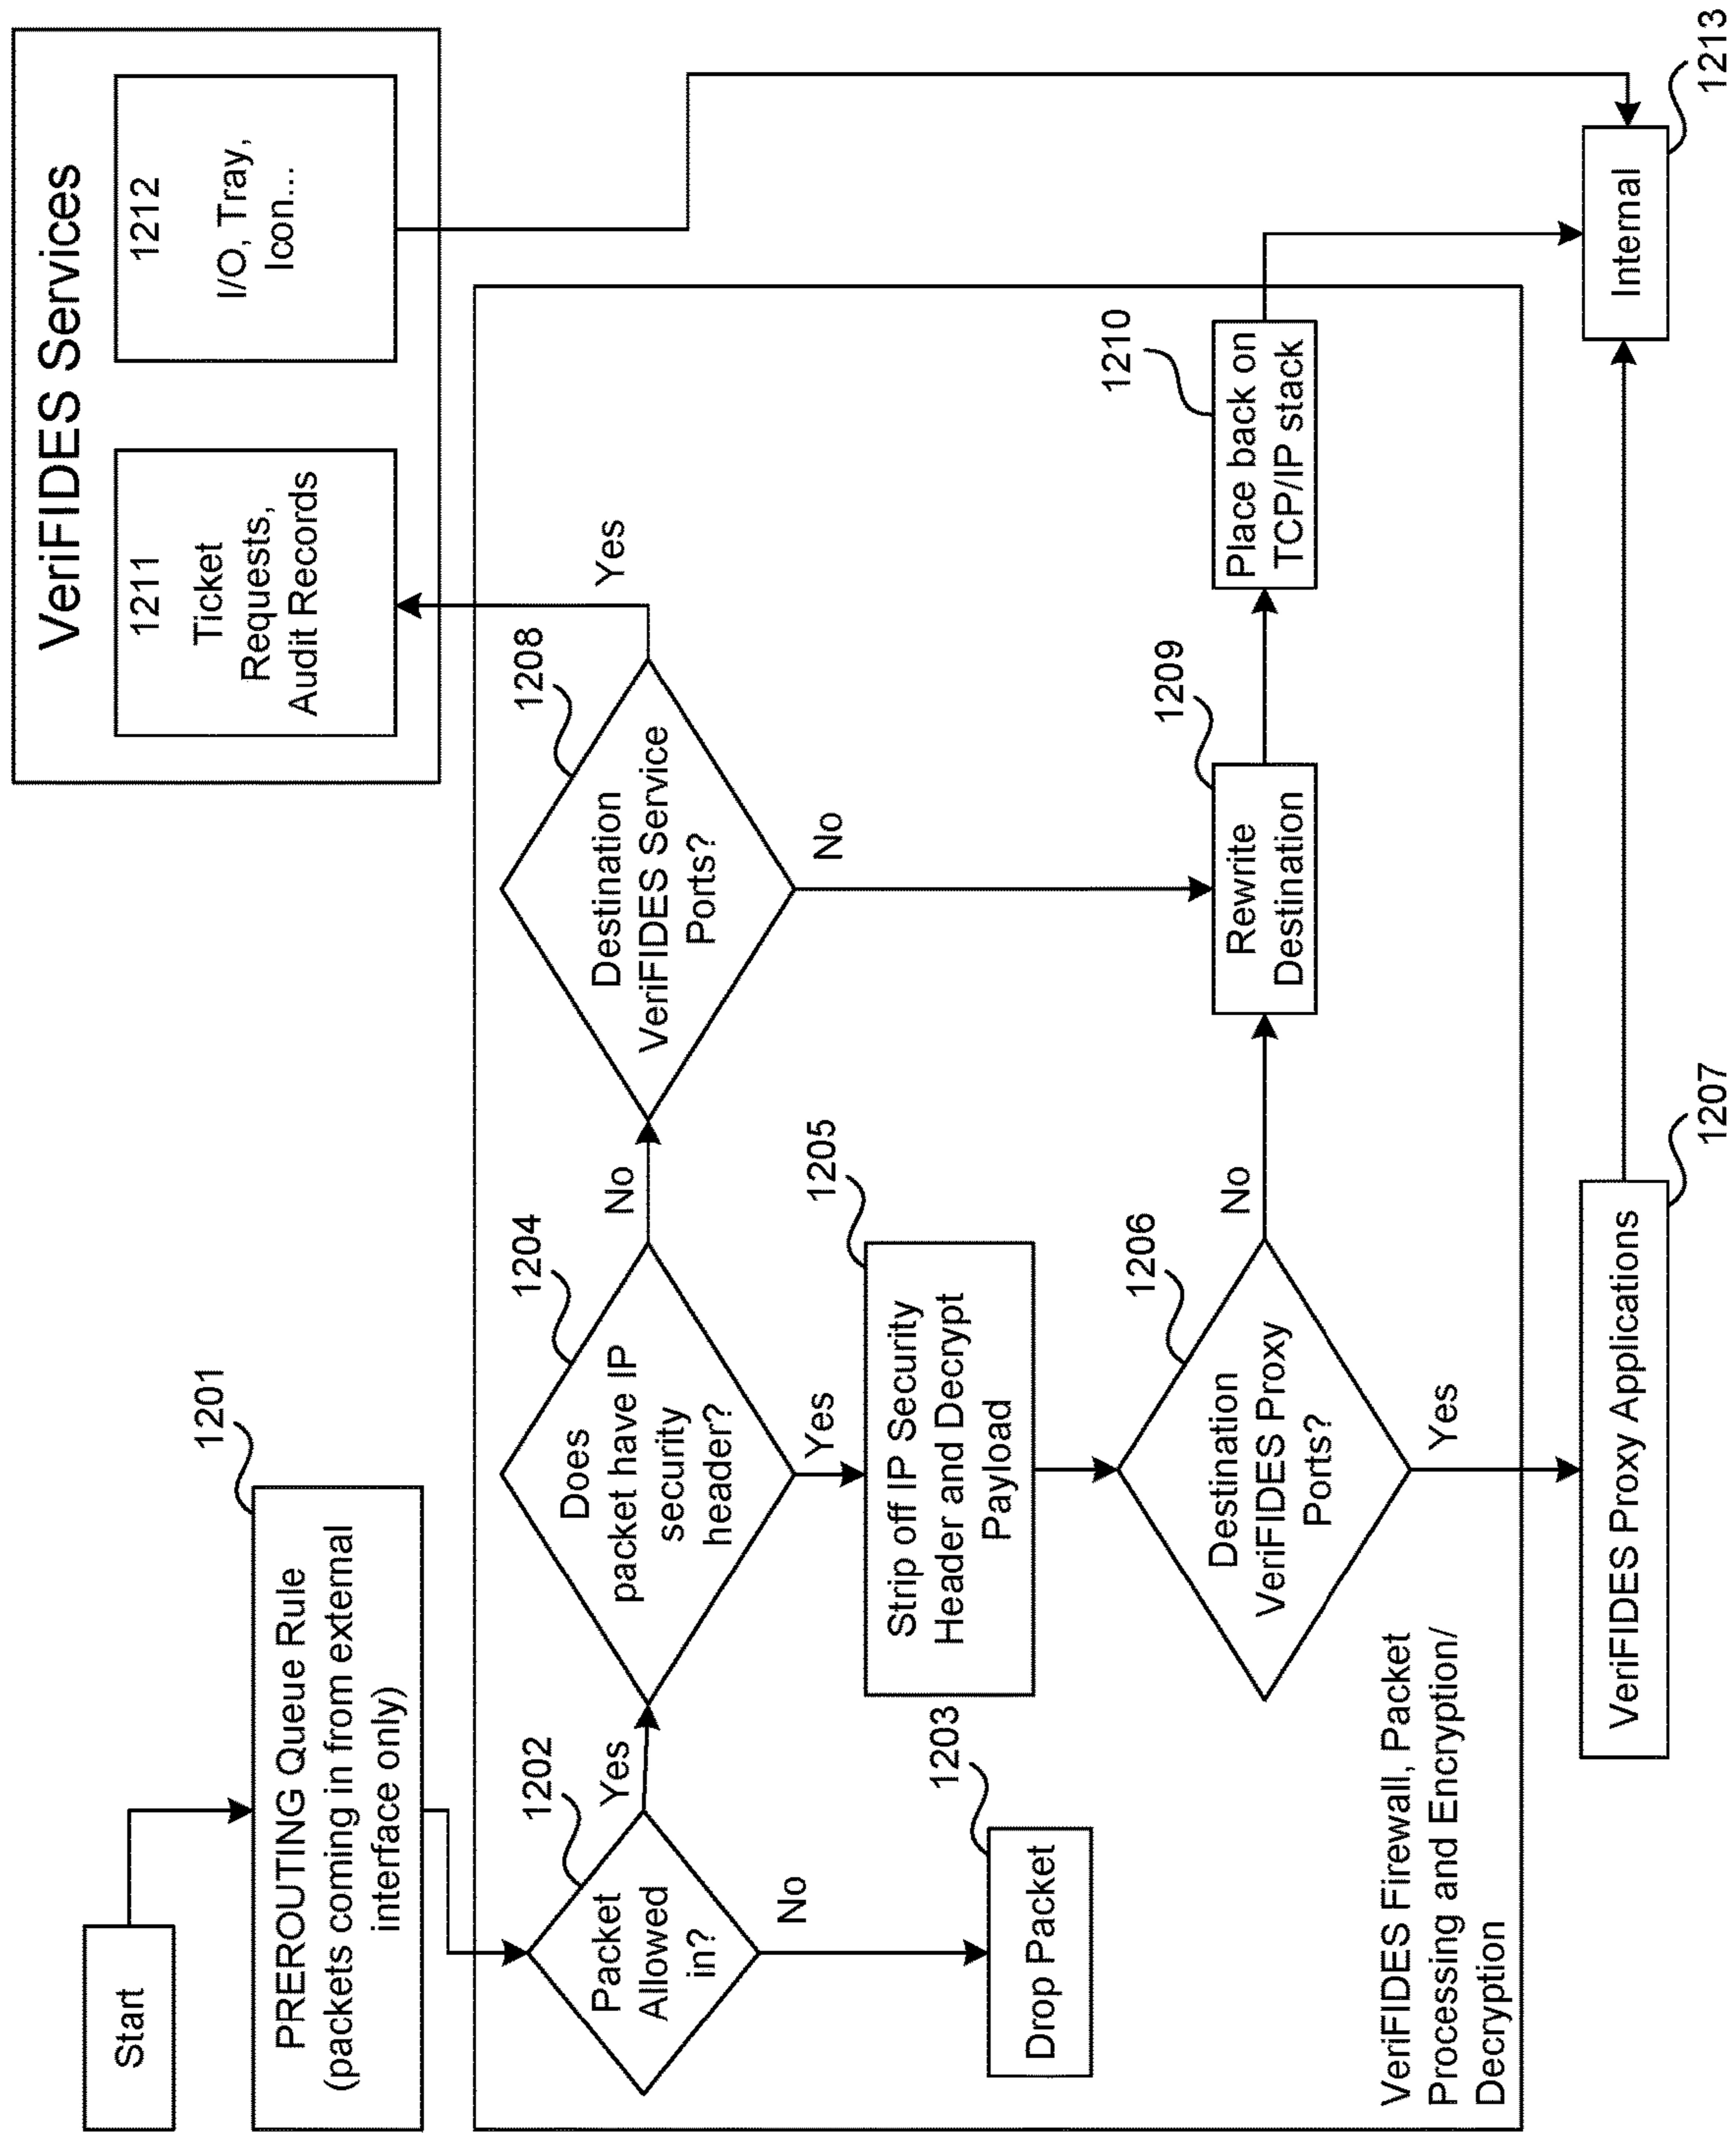 Start
1201
PREROUTING Queue Rule
(packets coming in from external
interface only)
VeriFIDES Services
1211
Ticket
Requests,
Audit Records
1212
I/O, Tray,
Icon...
1202
Packet
Allowed
in?
Yes
No
1203
Drop Packet
1204
Does
packet have IP
security
header?
No
Yes
1208
Destination
VeriFIDES Service
Ports?
Yes
No
1205
Strip off IP Security
Header and Decrypt
Payload
1206
Destination
VeriFIDES Proxy
Ports?
No
Yes
1209
Rewrite
Destination
1210
Place back on
TCP/IP stack
VeriFIDES Firewall, Packet
Processing and Encryption/
Decryption
VeriFIDES Proxy Applications
1207
Internal
1213